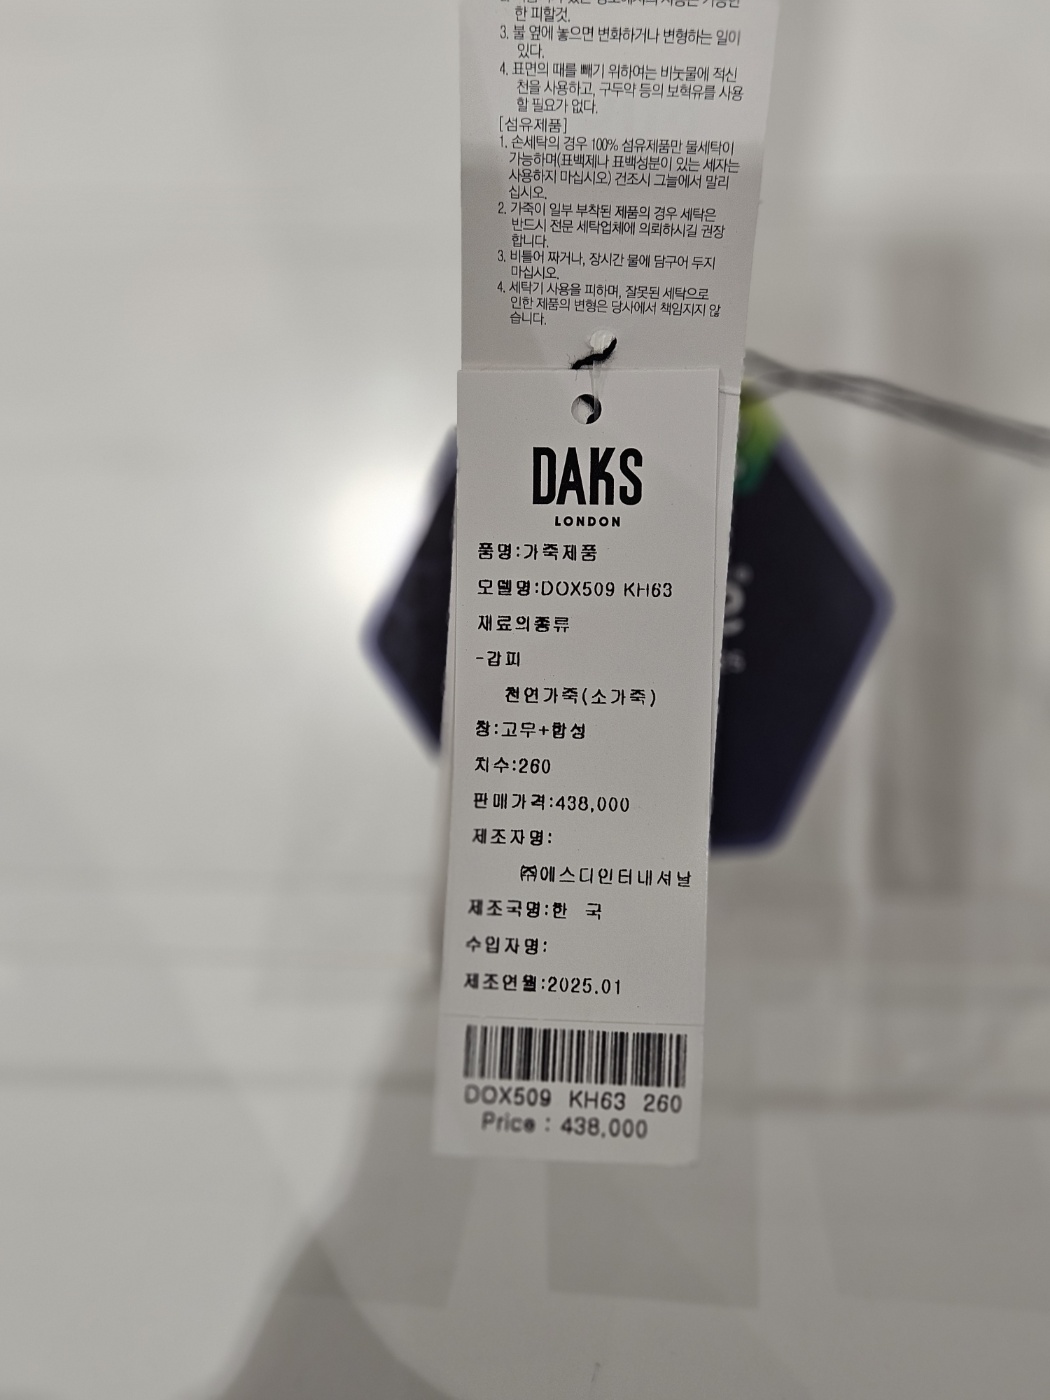 한 피할것.
3. 불 옆에 놓으면 변화하거나 변형하는 일이
있다.
4. 표면의 때를 빼기 위하여는 비눗물에 적신
천을 사용하고, 구두약 등의 보혁유를 사용
할 필요가 없다.
[섬유제품]
1. 손세탁의 경우 100% 섬유제품만 물세탁이
가능하며(표백제나 표백성분이 있는 세자는
사용하지 마십시오) 건조시 그늘에서 말리
십시오.
2. 가죽이 일부 부착된 제품의 경우 세탁은
반드시 전문 세탁업체에 의뢰하시길 권장
합니다.
3. 비틀어 짜거나, 장시간 물에 담구어 두지
마십시오.
4. 세탁기 사용을 피하며, 잘못된 세탁으로
인한 제품의 변형은 당사에서 책임지지 않
습니다.
DAKS
LONDON
품명:가죽제품
모델명:DOX509 KH63
재료의종류
-갑피
천연가죽(소가죽)
창:고무+합성
치수:260
판매가격:438,000
제조자명:
㈜에스디인터내셔날
제조국명:한 국
수입자명:
제조연월:2025.01
DOX509 KH63 260
Price : 438,000